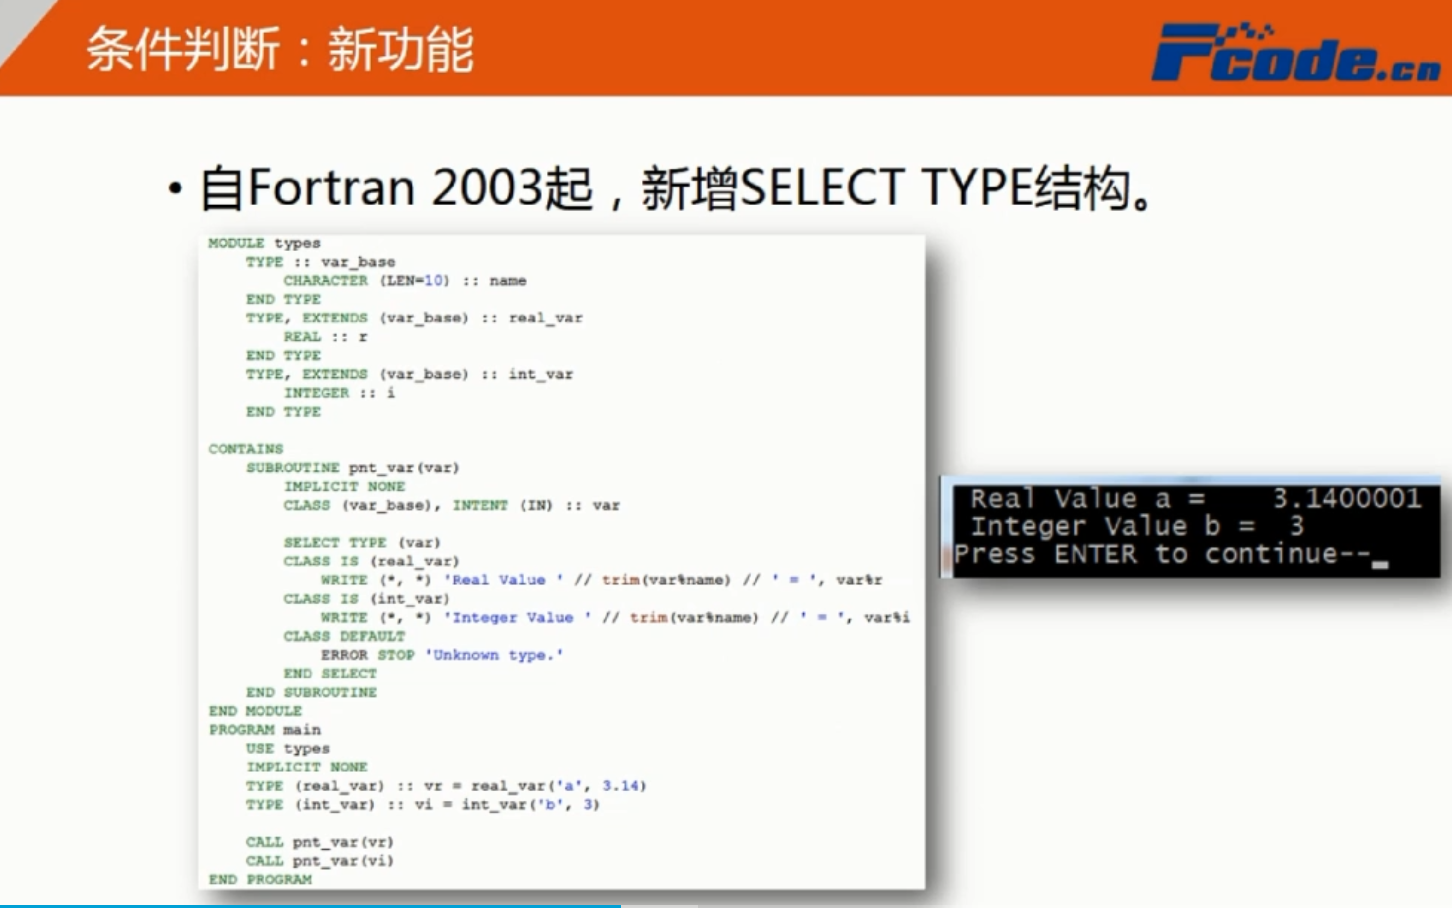 条件判断：新功能
Fcode.cn
• 自Fortran 2003起，新增SELECT TYPE结构。
MODULE types
    TYPE :: var_base
        CHARACTER (LEN=10) :: name
    END TYPE
    TYPE, EXTENDS (var_base) :: real_var
        REAL :: r
    END TYPE
    TYPE, EXTENDS (var_base) :: int_var
        INTEGER :: i
    END TYPE
CONTAINS
    SUBROUTINE pnt_var(var)
        IMPLICIT NONE
        CLASS (var_base), INTENT (IN) :: var
        SELECT TYPE (var)
        CLASS IS (real_var)
            WRITE (*, *) 'Real Value ' // trim(var%name) // ' = ', var%r
        CLASS IS (int_var)
            WRITE (*, *) 'Integer Value ' // trim(var%name) // ' = ', var%i
        CLASS DEFAULT
            ERROR STOP 'Unknown type.'
        END SELECT
    END SUBROUTINE
END MODULE
PROGRAM main
    USE types
    IMPLICIT NONE
    TYPE (real_var) :: vr = real_var('a', 3.14)
    TYPE (int_var) :: vi = int_var('b', 3)
    CALL pnt_var(vr)
    CALL pnt_var(vi)
END PROGRAM
Real Value a =    3.1400001
Integer Value b =  3
Press ENTER to continue--_